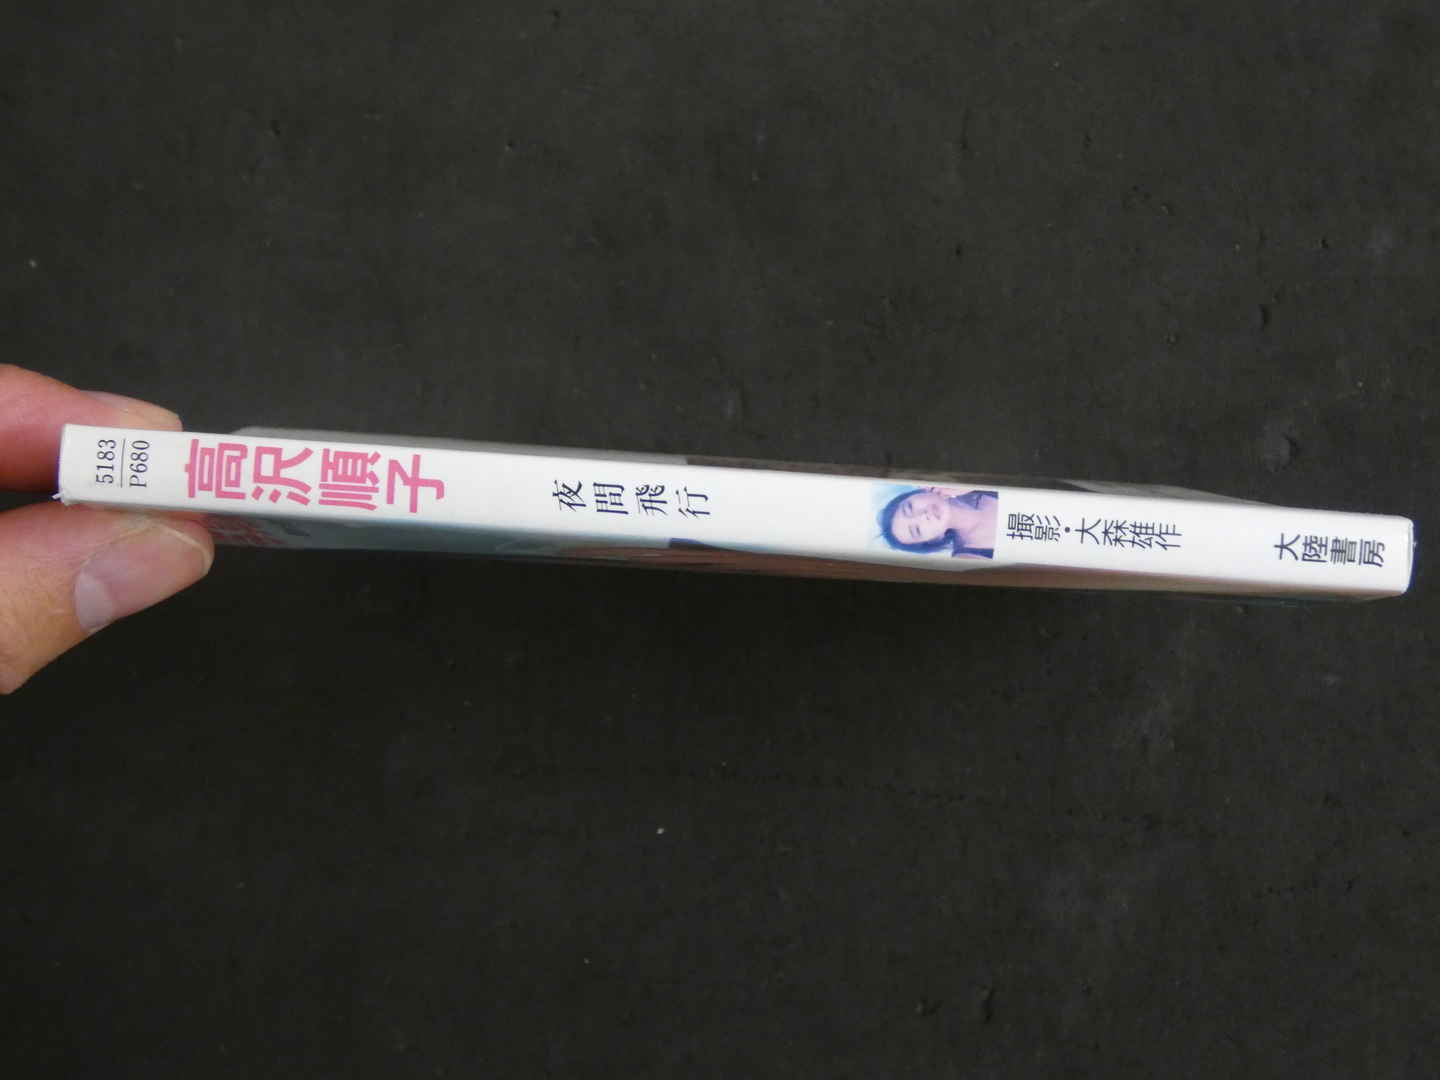 5183
P680
高沢順子
夜間飛行
撮影・大森雄作
大陸書房